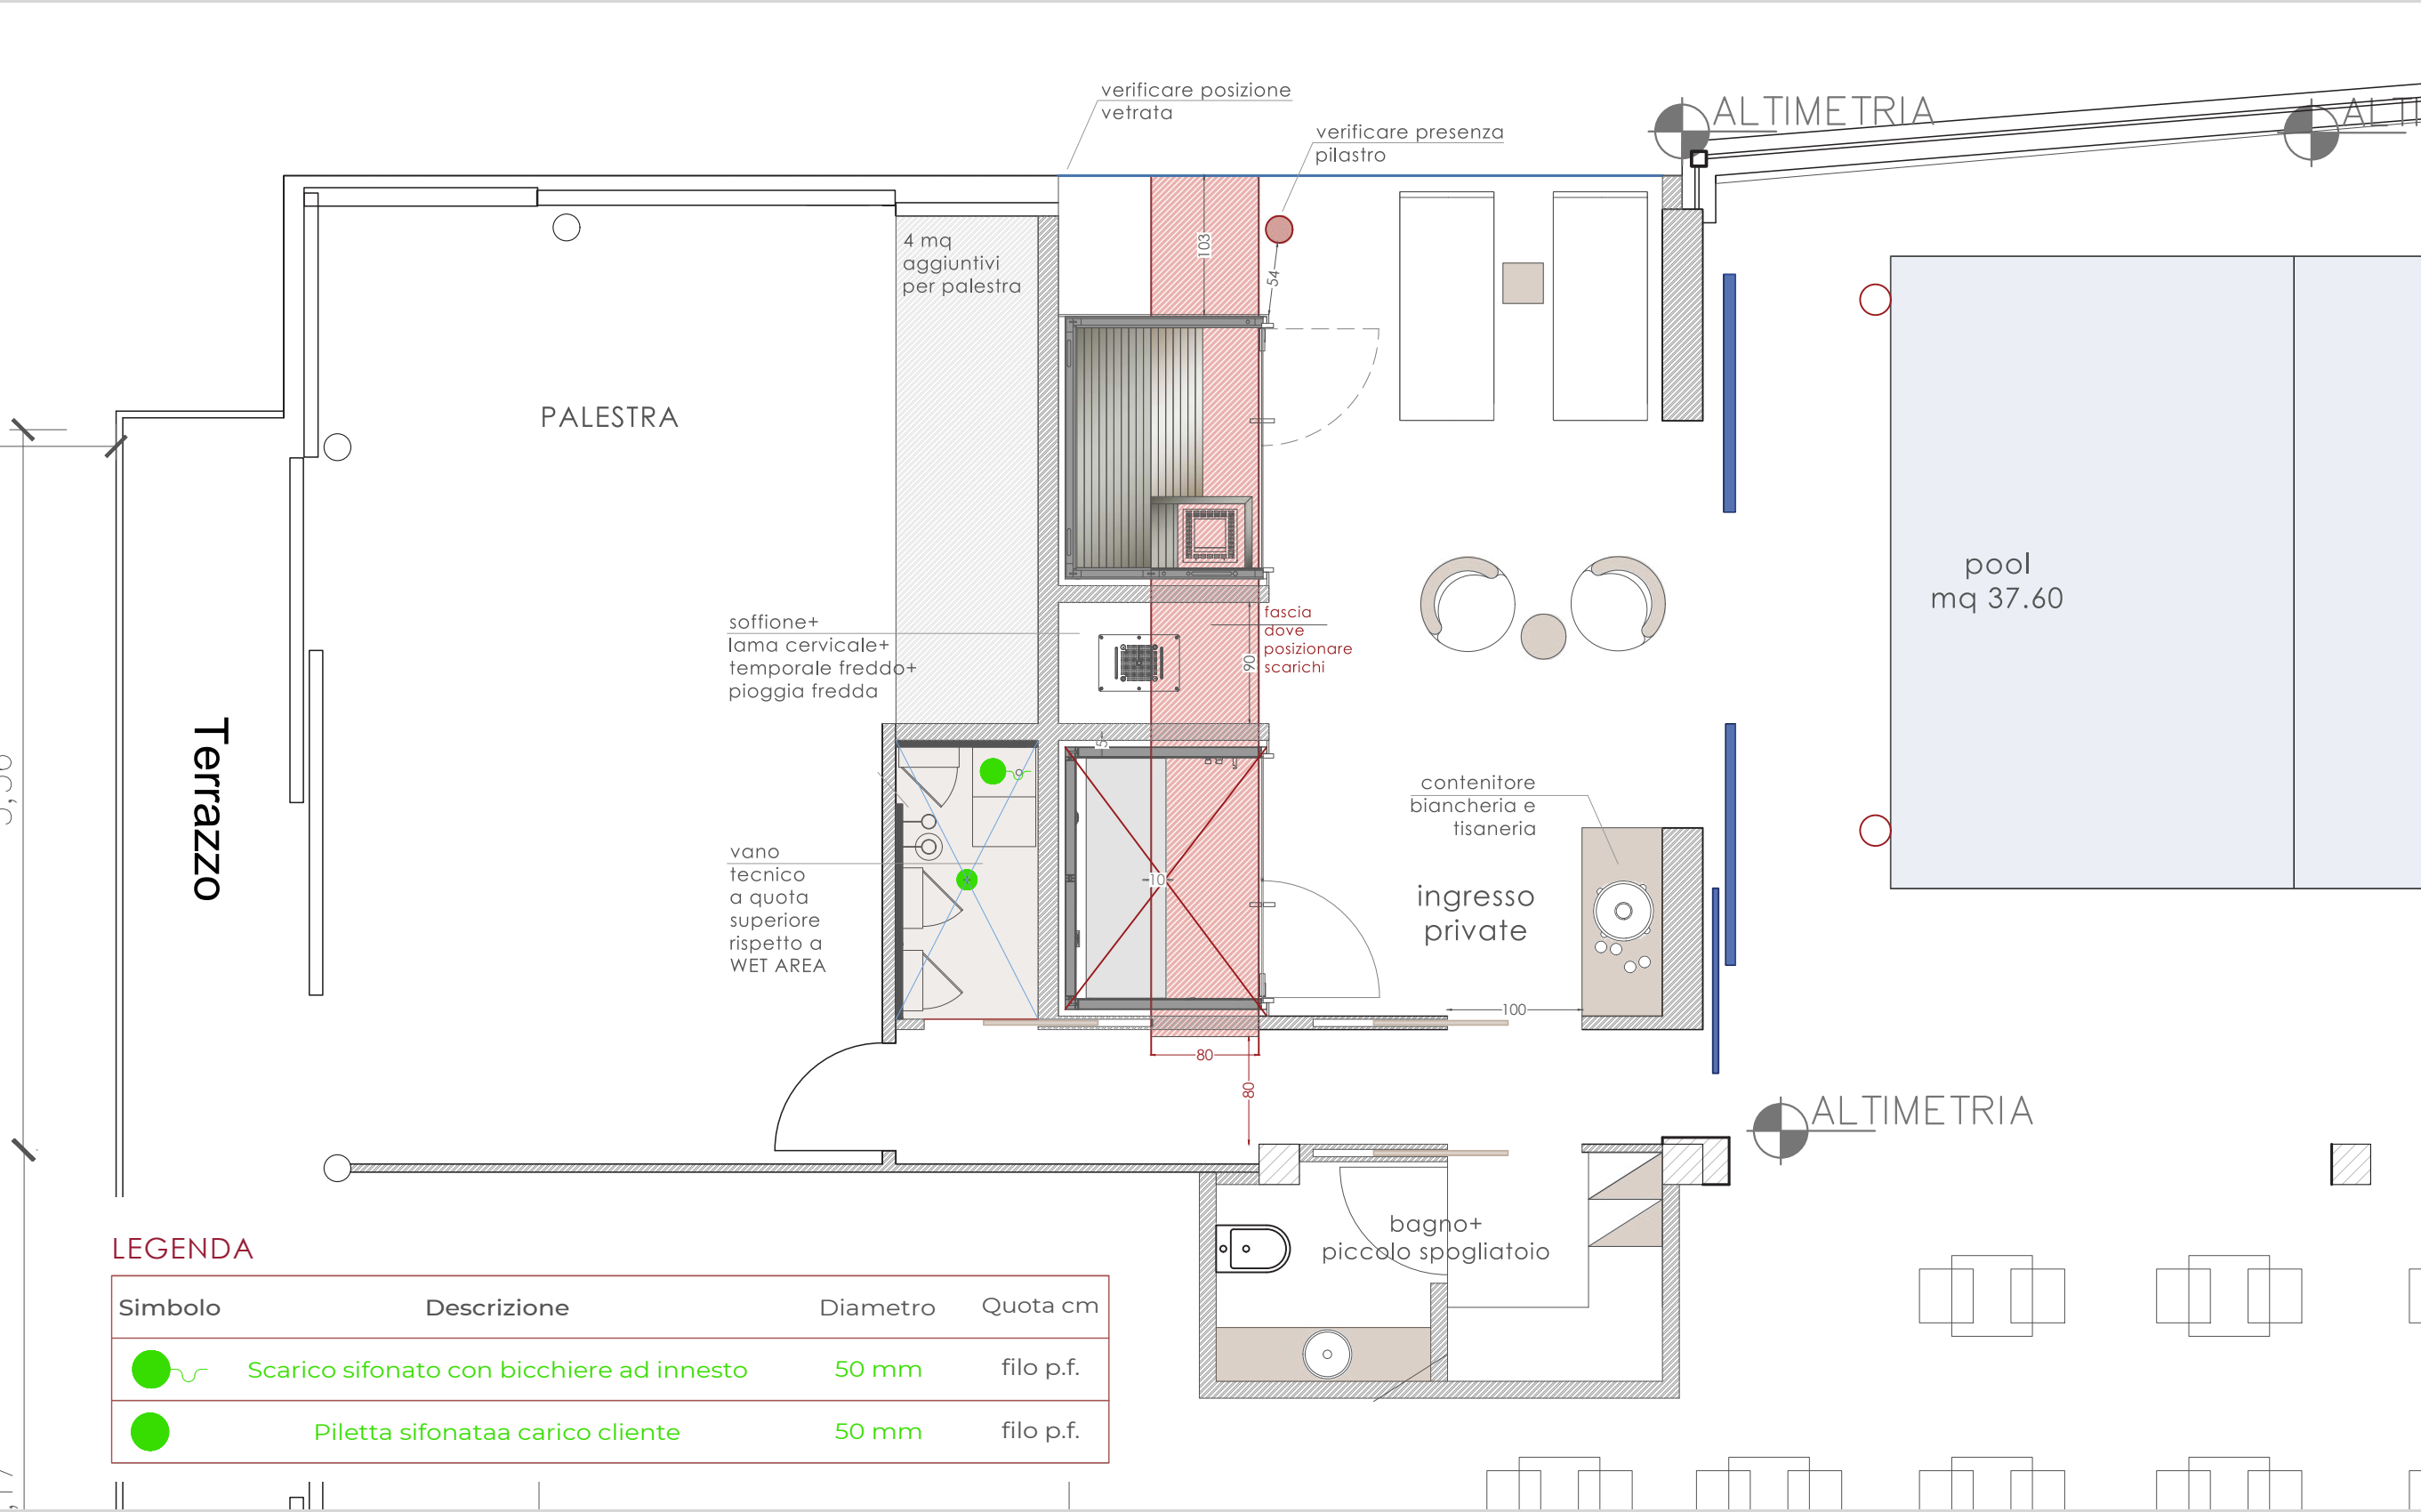 verificare posizione
vetrata
verificare presenza
pilastro
ALTIMETRIA
4 mq
aggiuntivi
per palestra
103
54
PALESTRA
pool
mq 37.60
soffione+
lama cervicale+
temporale freddo+
pioggia fredda
fascia
dove
posizionare
scarichi
90
5
Terrazzo
contenitore
biancheria e
tisaneria
vano
tecnico
a quota
superiore
rispetto a
WET AREA
10
ingresso
private
100
80
80
ALTIMETRIA
bagno+
piccolo spogliatoio
LEGENDA
Simbolo Descrizione Diametro Quota cm
Scarico sifonato con bicchiere ad innesto 50 mm filo p.f.
Piletta sifonataa carico cliente 50 mm filo p.f.